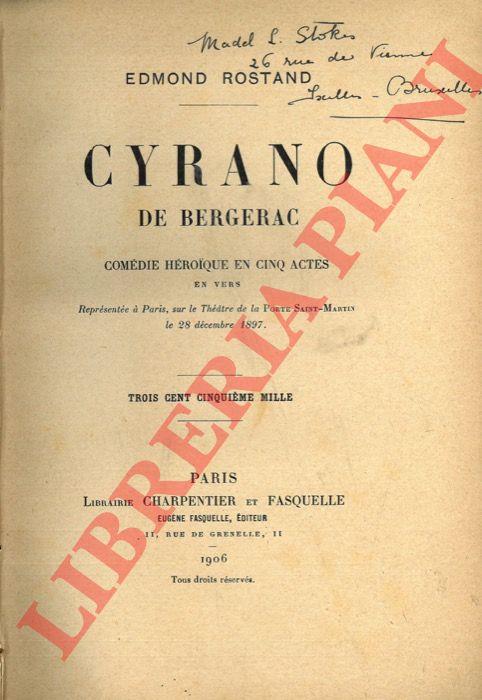 Madel L. Stokes
26 rue de Vienne
Ixelles - Bruxelles
EDMOND ROSTAND
CYRANO
DE BERGERAC
COMÉDIE HÉROÏQUE EN CINQ ACTES
EN VERS
Représentée à Paris, sur le Théâtre de la PORTE-SAINT-MARTIN
le 28 décembre 1897.
TROIS CENT CINQUIÈME MILLE
PARIS
LIBRAIRIE CHARPENTIER ET FASQUELLE
EUGÈNE FASQUELLE, ÉDITEUR
11, RUE DE GRENELLE, 11
1906
Tous droits réservés.
LIBRERIA PIANI